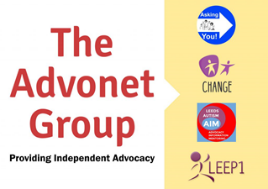 The
Advonet
Group
Providing Independent Advocacy
Asking
You!
CHANGE
LEEDS
AUTISM
AIM
LEEP1